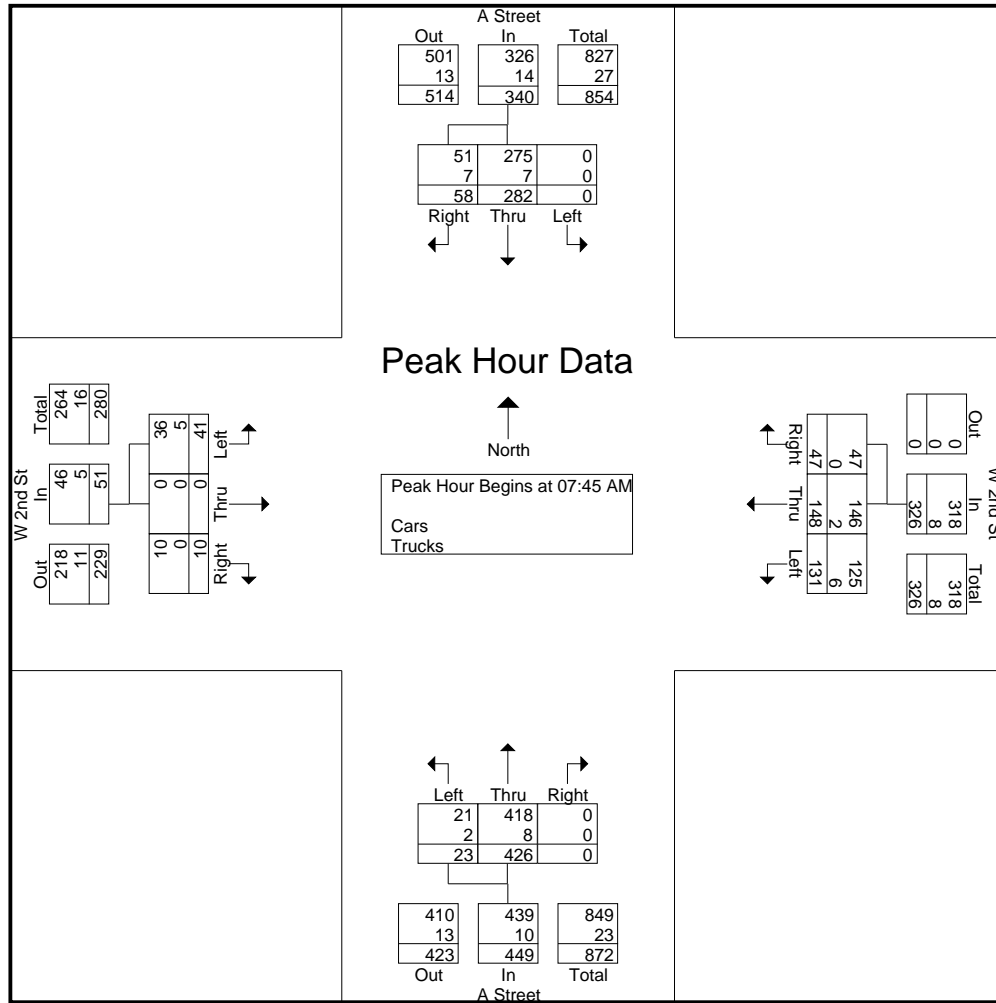 A Street
Out In Total
501 326 827
13 14 27
514 340 854
51 275 0
7 7 0
58 282 0
Right Thru Left
Peak Hour Data
North
Peak Hour Begins at 07:45 AM
Cars
Trucks
W 2nd St
Total In Out
264 46 218
16 5 11
280 51 229
36 0 10
5 0 0
41 0 10
Left Thru Right
W 2nd St
Out In Total
0 318 318
0 8 8
0 326 326
47 146 125
0 2 6
47 148 131
Right Thru Left
Left Thru Right
21 418 0
2 8 0
23 426 0
410 439 849
13 10 23
423 449 872
Out In Total
A Street